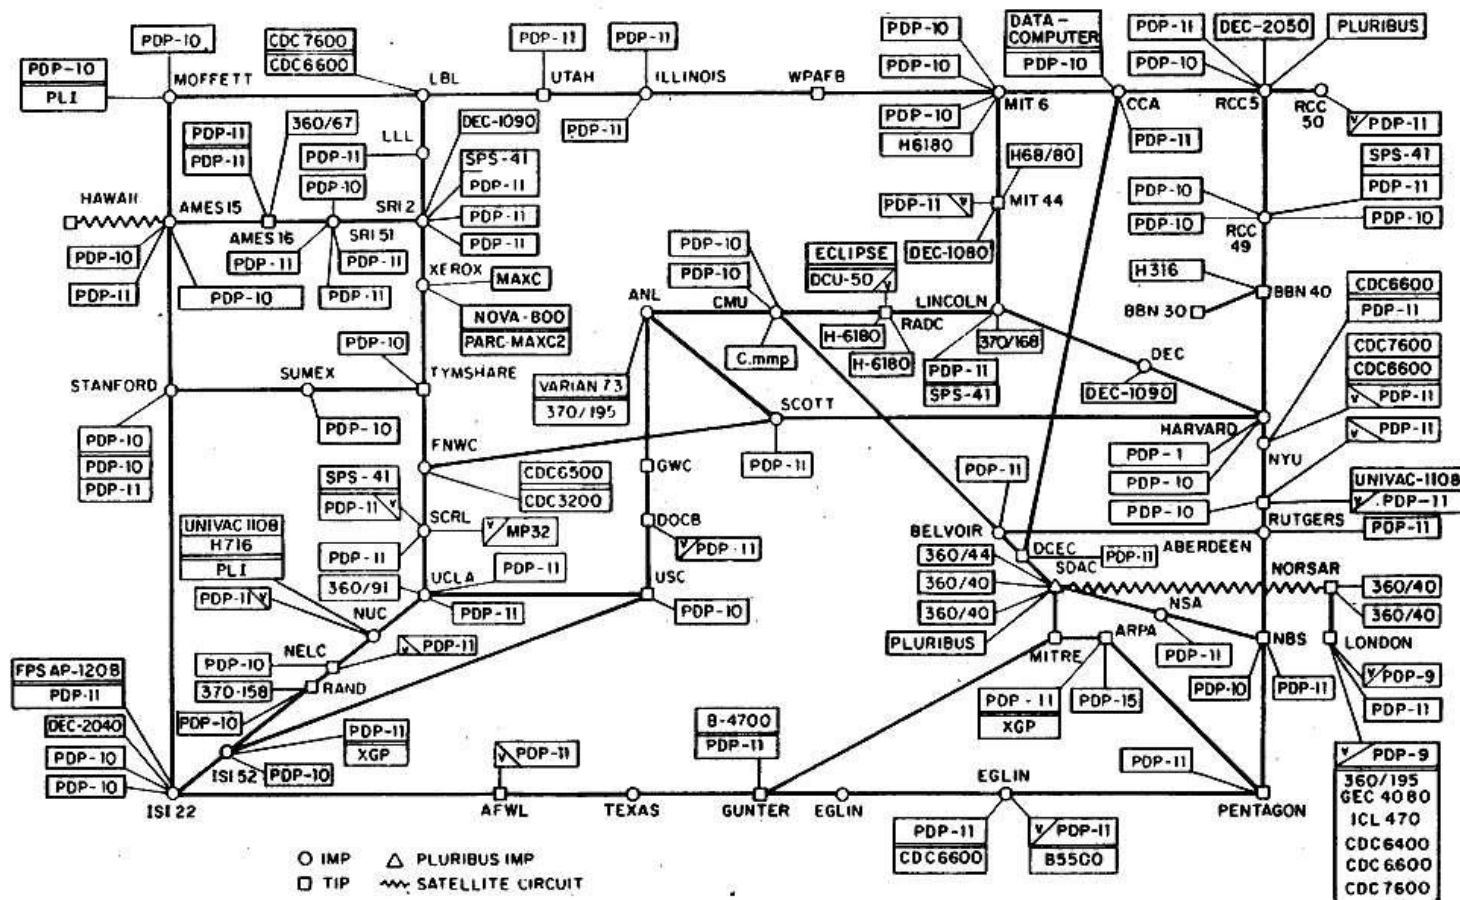 PDP-10
CDC 7600
CDC6600
PDP-11
PDP-11
PDP-10
DATA-
COMPUTER
PDP-10
PDP-11
DEC-2050
PLURIBUS
PDP-10
PLI
MOFFETT
LBL
UTAH
ILLINOIS
WPAFB
PDP-10
PDP-10
H6180
MIT 6
CCA
PDP-10
RCC5
RCC
50
PDP-11
PDP-11
V PDP-11
PDP-11
PDP-11
360/67
LLL
PDP-11
DEC-1090
SPS-41
PDP-11
PDP-11
PDP-11
H68/80
PDP-11 V
MIT 44
DEC-1080
PDP-10
PDP-10
SPS-41
PDP-11
PDP-10
RCC
49
HAWAII
AMES 15
AMES 16
PDP-10
SRI 51
SRI 2
PDP-10
PDP-11
PDP-10
PDP-11
PDP-11
PDP-11
XEROX
MAXC
NOVA-800
PARC-MAXC2
PDP-10
PDP-10
ECLIPSE
DCU-50 V
ANL
CMU
C.mmp
H-6180
RADC
H-6180
LINCOLN
370/168
PDP-11
SPS-41
H316
BBN 40
BBN 30
DEC
DEC-1090
CDC6600
PDP-11
CDC7600
CDC6600
V PDP-11
V PDP-11
PDP-10
STANFORD
SUMEX
TYMSHARE
PDP-10
PDP-10
PDP-10
PDP-11
VARIAN 73
370/195
SCOTT
PDP-11
HARVARD
PDP-1
PDP-10
NYU
PDP-10
RUTGERS
UNIVAC-1108
V PDP-11
PDP-11
FNWC
CDC6500
CDC3200
GWC
SPS-41
PDP-11 V
SCRL
V MP32
PDP-11
DOCB
V PDP-11
PDP-11
BELVOIR
ABERDEEN
DCEC
PDP-11
SDAC
360/44
360/40
360/40
PLURIBUS
UNIVAC 1108
H716
PLI
PDP-11 V
360/91
UCLA
PDP-11
PDP-11
USC
PDP-10
NUC
V PDP-11
NELC
PDP-10
370-158
RAND
PDP-10
NORSAR
360/40
360/40
NSA
PDP-11
ARPA
MITRE
PDP-11
XGP
PDP-15
NBS
PDP-10
PDP-11
LONDON
V PDP-9
PDP-11
V PDP-9
360/195
GEC 4080
ICL 470
CDC6400
CDC6600
CDC7600
FPS AP-120B
PDP-11
DEC-2040
PDP-10
PDP-10
ISI 22
ISI 52
PDP-11
XGP
PDP-10
V PDP-11
AFWL
TEXAS
B-4700
PDP-11
GUNTER
EGLIN
EGLIN
PDP-11
CDC6600
V PDP-11
B5500
PDP-11
PENTAGON
IMP
PLURIBUS IMP
TIP
SATELLITE CIRCUIT